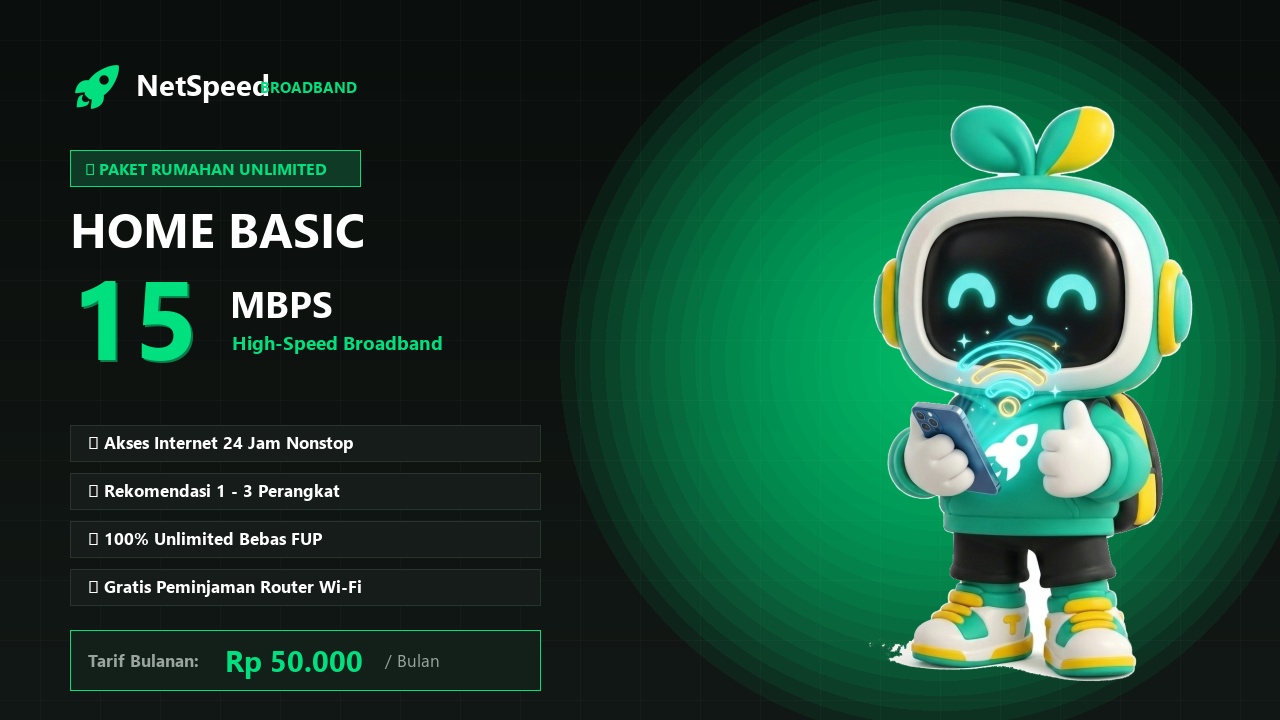 NetSpeed BROADBAND
PAKET RUMAHAN UNLIMITED
HOME BASIC
15 MBPS
High-Speed Broadband
Akses Internet 24 Jam Nonstop
Rekomendasi 1 - 3 Perangkat
100% Unlimited Bebas FUP
Gratis Peminjaman Router Wi-Fi
Tarif Bulanan: Rp 50.000 / Bulan